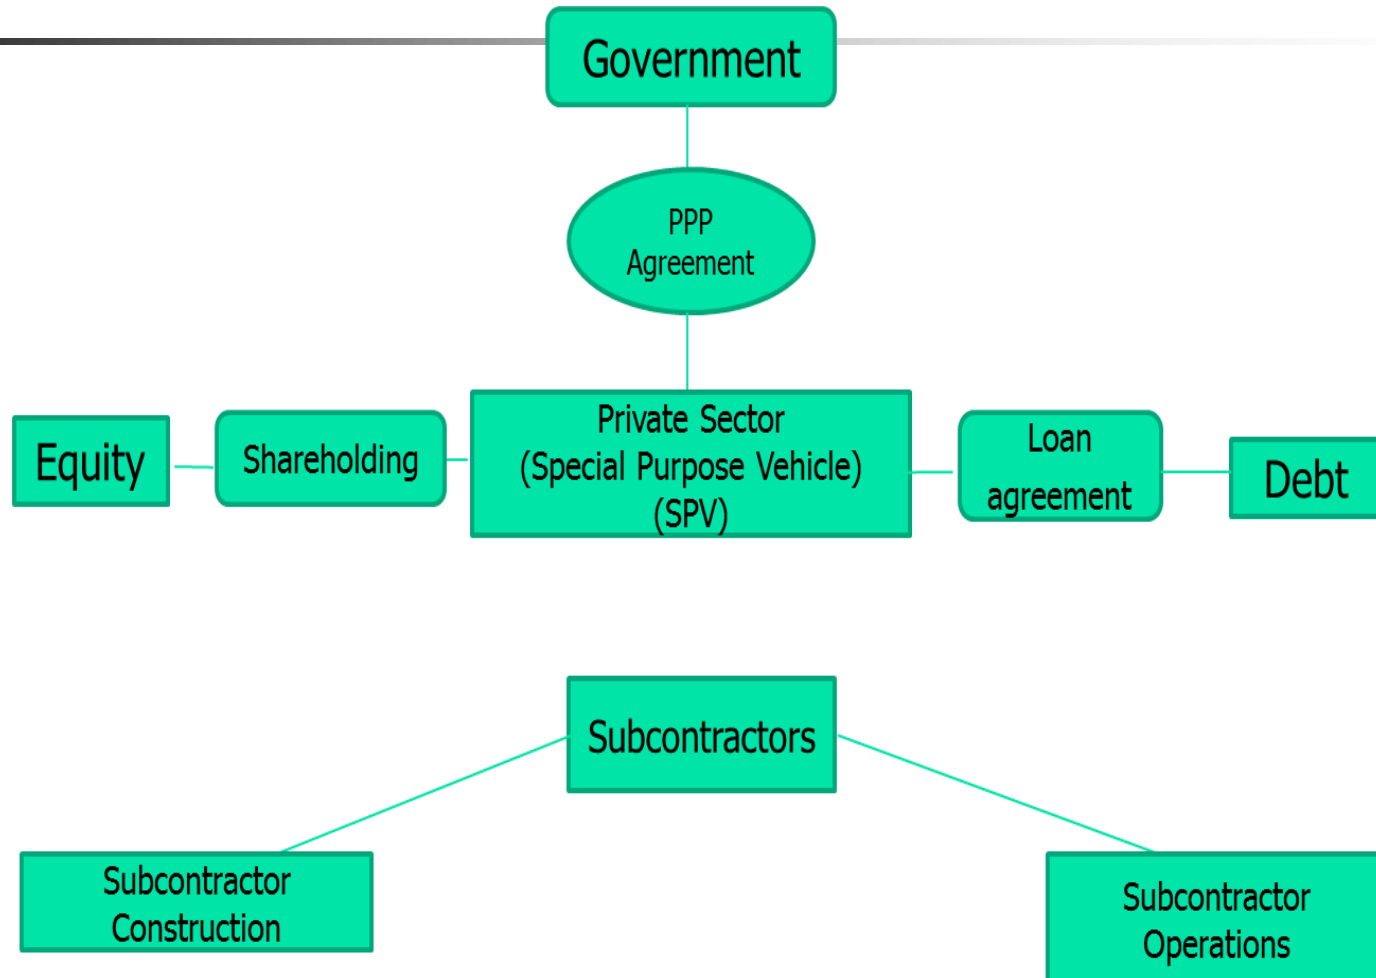 Government
PPP
Agreement
Private Sector
(Special Purpose Vehicle)
(SPV)
Equity
Shareholding
Loan
agreement
Debt
Subcontractors
Subcontractor
Construction
Subcontractor
Operations